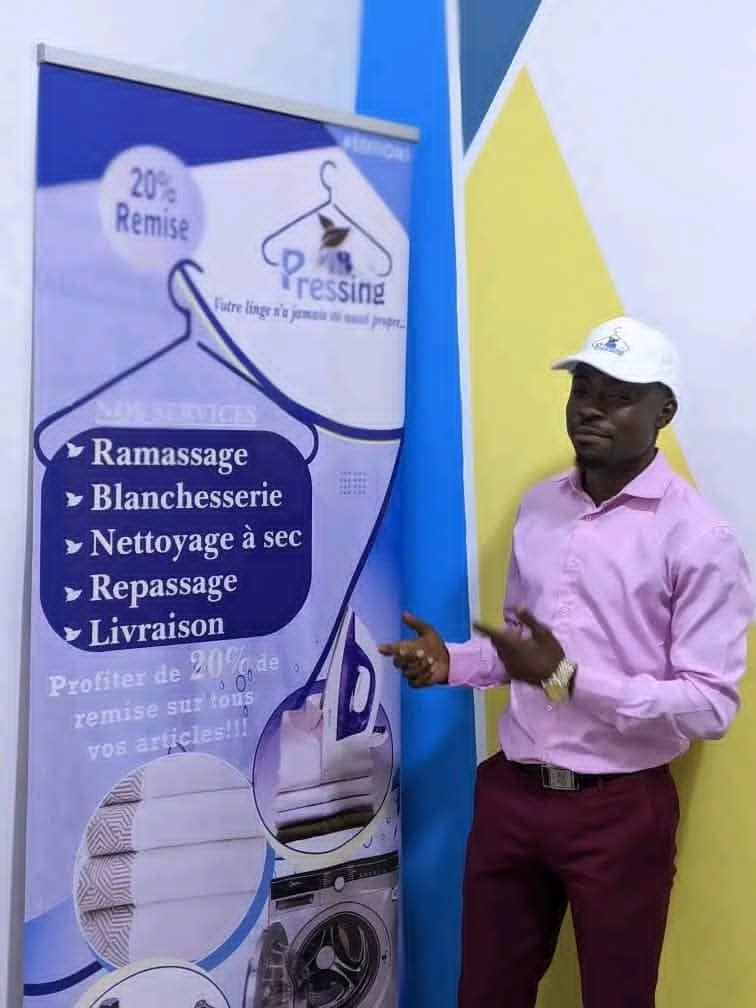 20%
Remise
Pressing
Votre linge n'a jamais été aussi propre...
NOS SERVICES
Ramassage
Blanchesserie
Nettoyage à sec
Repassage
Livraison
Profiter de 20% de
remise sur tous
vos articles!!!
Pressing